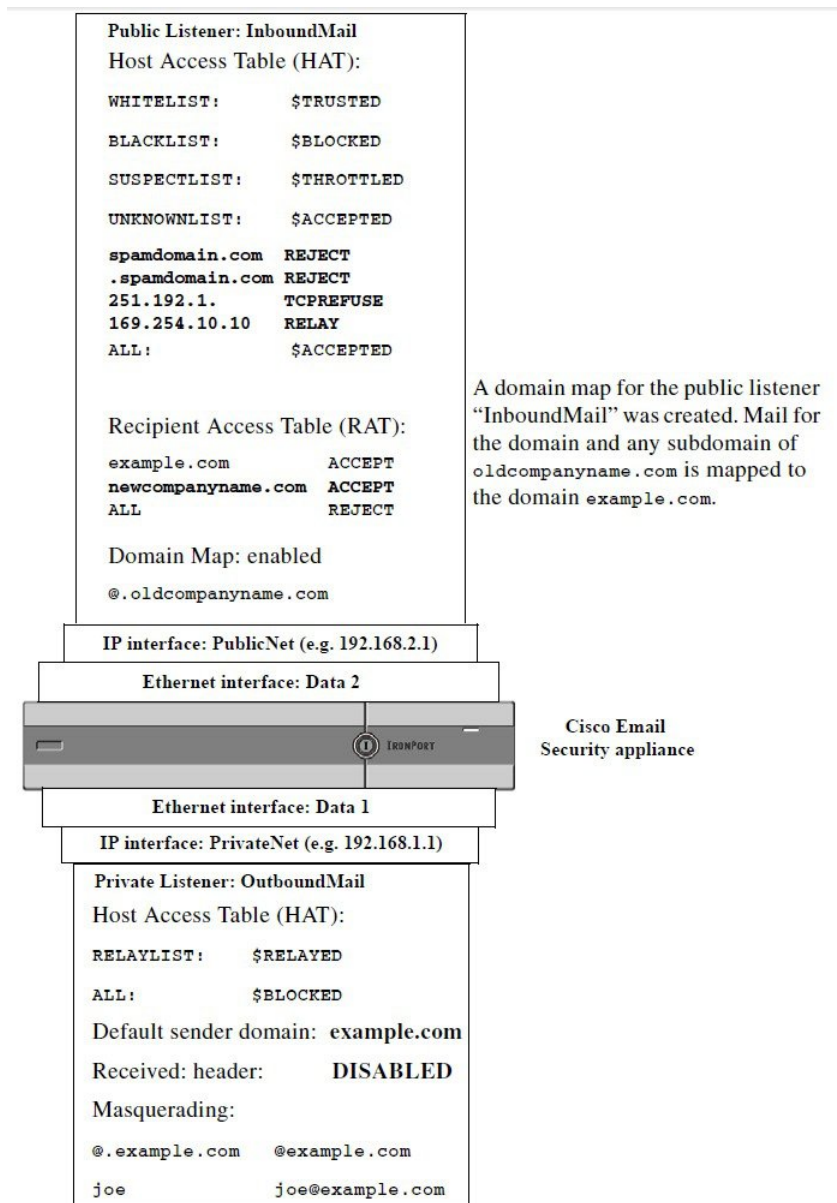 Public Listener: InboundMail
Host Access Table (HAT):
WHITELIST: $TRUSTED
BLACKLIST: $BLOCKED
SUSPECTLIST: $THROTTLED
UNKNOWNLIST: $ACCEPTED
spamdomain.com REJECT
.spamdomain.com REJECT
251.192.1. TCPREFUSE
169.254.10.10 RELAY
ALL: $ACCEPTED
Recipient Access Table (RAT):
example.com ACCEPT
newcompanyname.com ACCEPT
ALL REJECT
Domain Map: enabled
@.oldcompanyname.com
A domain map for the public listener
“InboundMail” was created. Mail for
the domain and any subdomain of
oldcompanyname.com is mapped to
the domain example.com.
IP interface: PublicNet (e.g. 192.168.2.1)
Ethernet interface: Data 2
IRONPORT
Cisco Email
Security appliance
Ethernet interface: Data 1
IP interface: PrivateNet (e.g. 192.168.1.1)
Private Listener: OutboundMail
Host Access Table (HAT):
RELAYLIST: $RELAYED
ALL: $BLOCKED
Default sender domain: example.com
Received: header: DISABLED
Masquerading:
@.example.com @example.com
joe joe@example.com